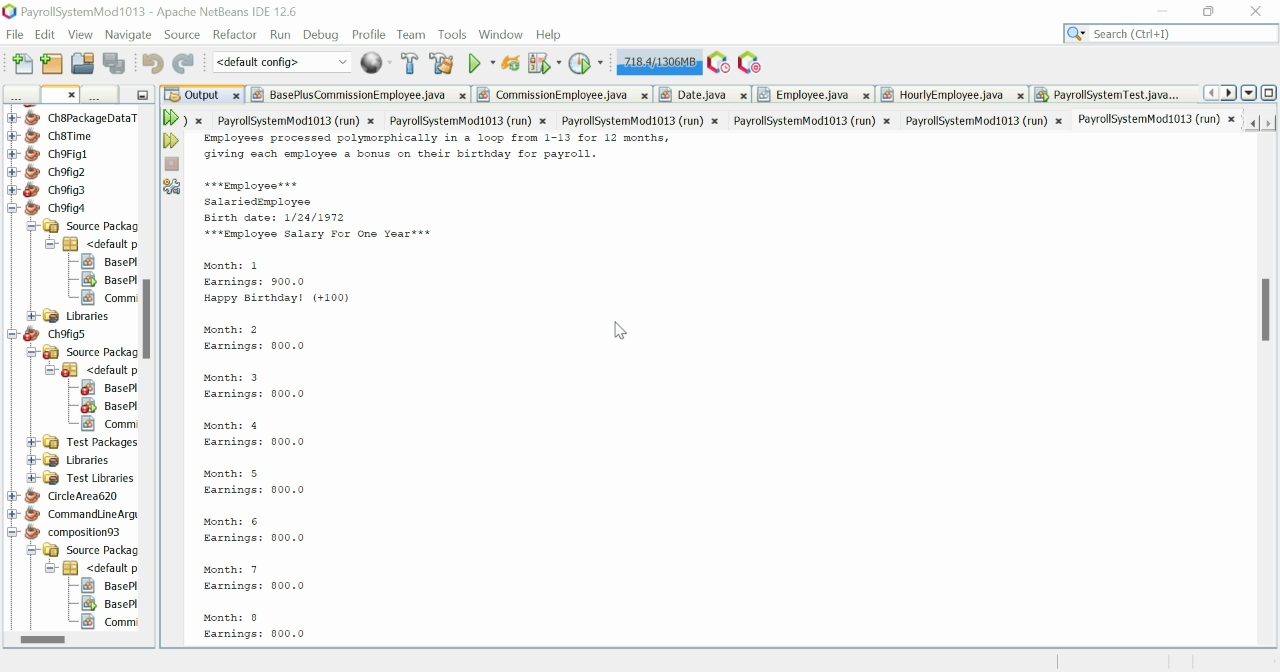 PayrollSystemMod1013 - Apache NetBeans IDE 12.6
File Edit View Navigate Source Refactor Run Debug Profile Team Tools Window Help
Search (Ctrl+I)
<default config>
718.4/1306MB
... ...
Output BasePlusCommissionEmployee.java CommissionEmployee.java Date.java Employee.java HourlyEmployee.java PayrollSystemTest.java...
) PayrollSystemMod1013 (run) PayrollSystemMod1013 (run) PayrollSystemMod1013 (run) PayrollSystemMod1013 (run) PayrollSystemMod1013 (run) PayrollSystemMod1013 (run)
Ch8PackageDataT
Ch8Time
Ch9Fig1
Ch9fig2
Ch9fig3
Ch9fig4
Source Packag
<default p
BasePl
BasePl
Commi
Libraries
Ch9fig5
Source Packag
<default p
BasePl
BasePl
Commi
Test Packages
Libraries
Test Libraries
CircleArea620
CommandLineArgu
composition93
Source Packag
<default p
BasePl
BasePl
Commi
Employees processed polymorphically in a loop from 1-13 for 12 months,
giving each employee a bonus on their birthday for payroll.
***Employee***
SalariedEmployee
Birth date: 1/24/1972
***Employee Salary For One Year***
Month: 1
Earnings: 900.0
Happy Birthday! (+100)
Month: 2
Earnings: 800.0
Month: 3
Earnings: 800.0
Month: 4
Earnings: 800.0
Month: 5
Earnings: 800.0
Month: 6
Earnings: 800.0
Month: 7
Earnings: 800.0
Month: 8
Earnings: 800.0